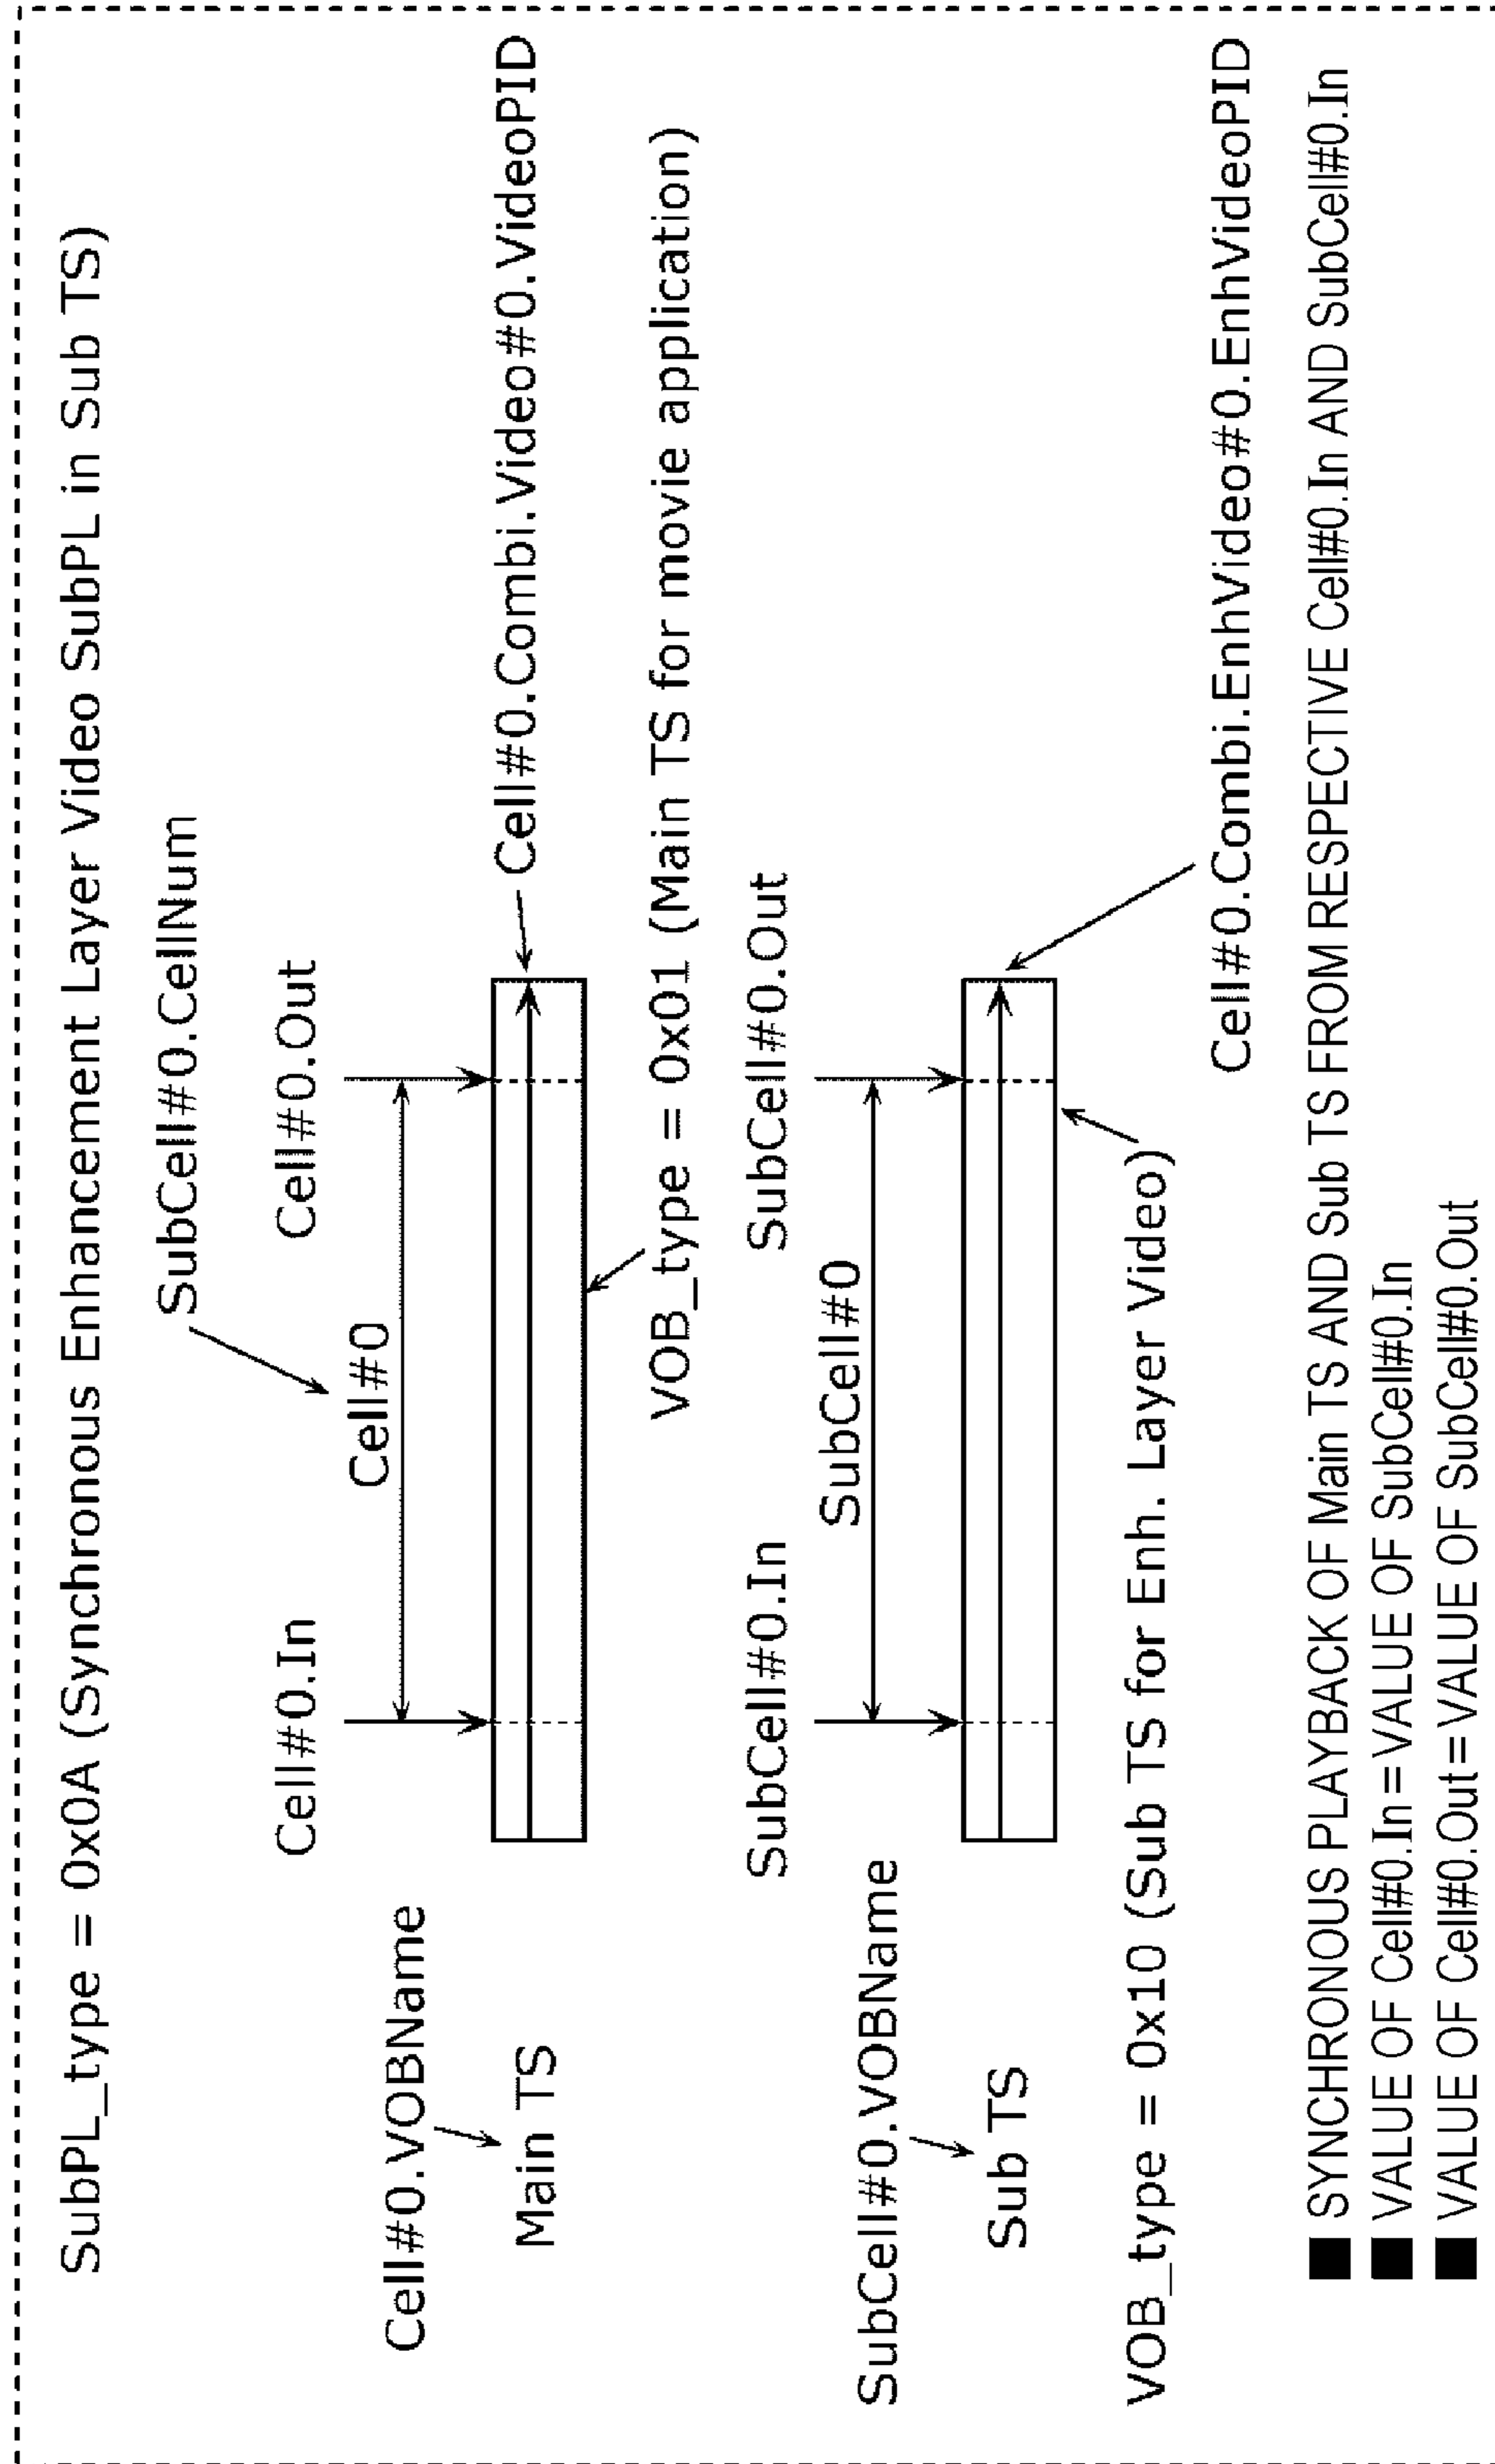 SubPL_type = 0x0A (Synchronous Enhancement Layer Video SubPL in Sub TS)
SubCell#0.CellNum
Cell#0.In
Cell#0.Out
Cell#0
Cell#0.VOBName
Main TS
Cell#0.Combi.Video#0.VideoPID
VOB_type = 0x01 (Main TS for movie application)
SubCell#0.In
SubCell#0.Out
SubCell#0
SubCell#0.VOBName
Sub TS
VOB_type = 0x10 (Sub TS for Enh. Layer Video)
Cell#0.Combi.EnhVideo#0.EnhVideoPID
■ SYNCHRONOUS PLAYBACK OF Main TS AND Sub TS FROM RESPECTIVE Cell#0.In AND SubCell#0.In
■ VALUE OF Cell#0.In=VALUE OF SubCell#0.In
■ VALUE OF Cell#0.Out=VALUE OF SubCell#0.Out